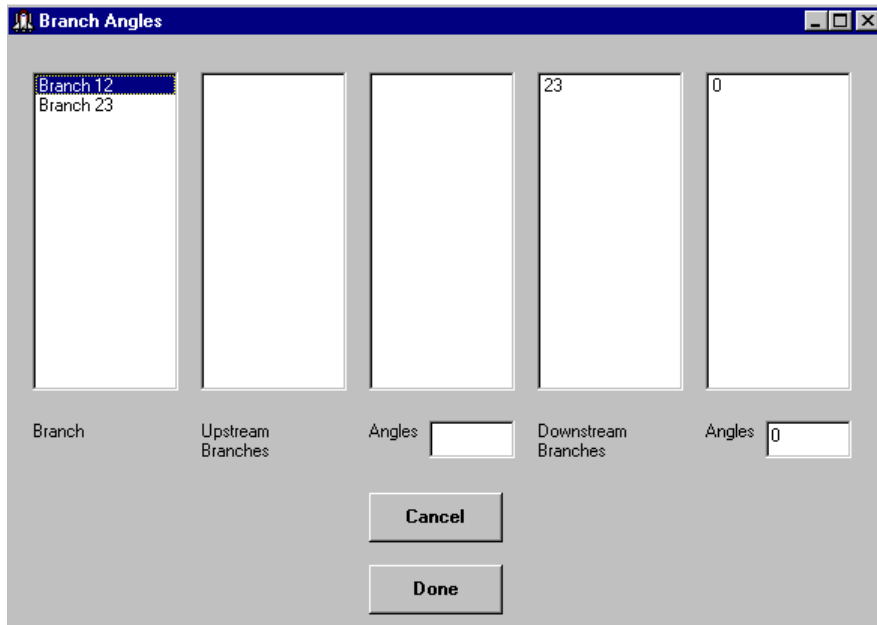 Branch Angles
Branch 12
Branch 23
23
0
Branch
Upstream
Branches
Angles
Downstream
Branches
Angles
0
Cancel
Done